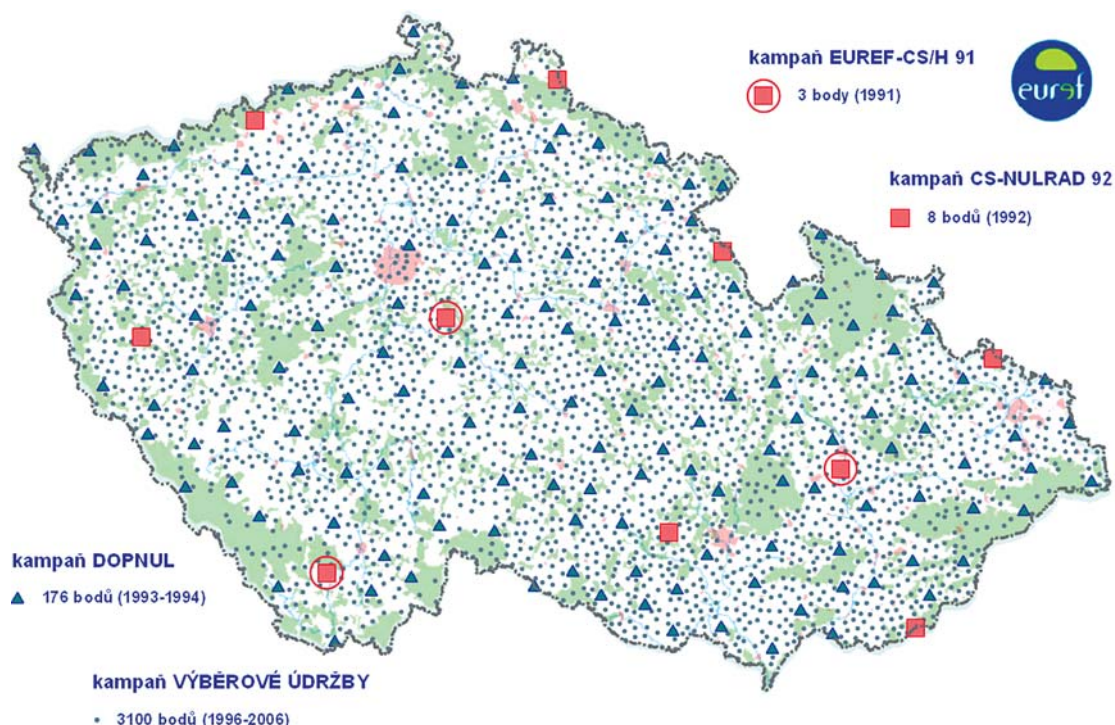 kampaň EUREF-CS/H 91
3 body (1991)
euref
kampaň CS-NULRAD 92
8 bodů (1992)
kampaň DOPNUL
176 bodů (1993-1994)
kampaň VÝBĚROVÉ ÚDRŽBY
3100 bodů (1996-2006)